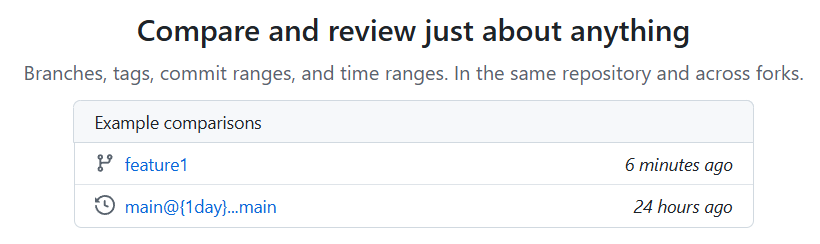 Compare and review just about anything
Branches, tags, commit ranges, and time ranges. In the same repository and across forks.
Example comparisons
feature1 6 minutes ago
main@{1day}...main 24 hours ago